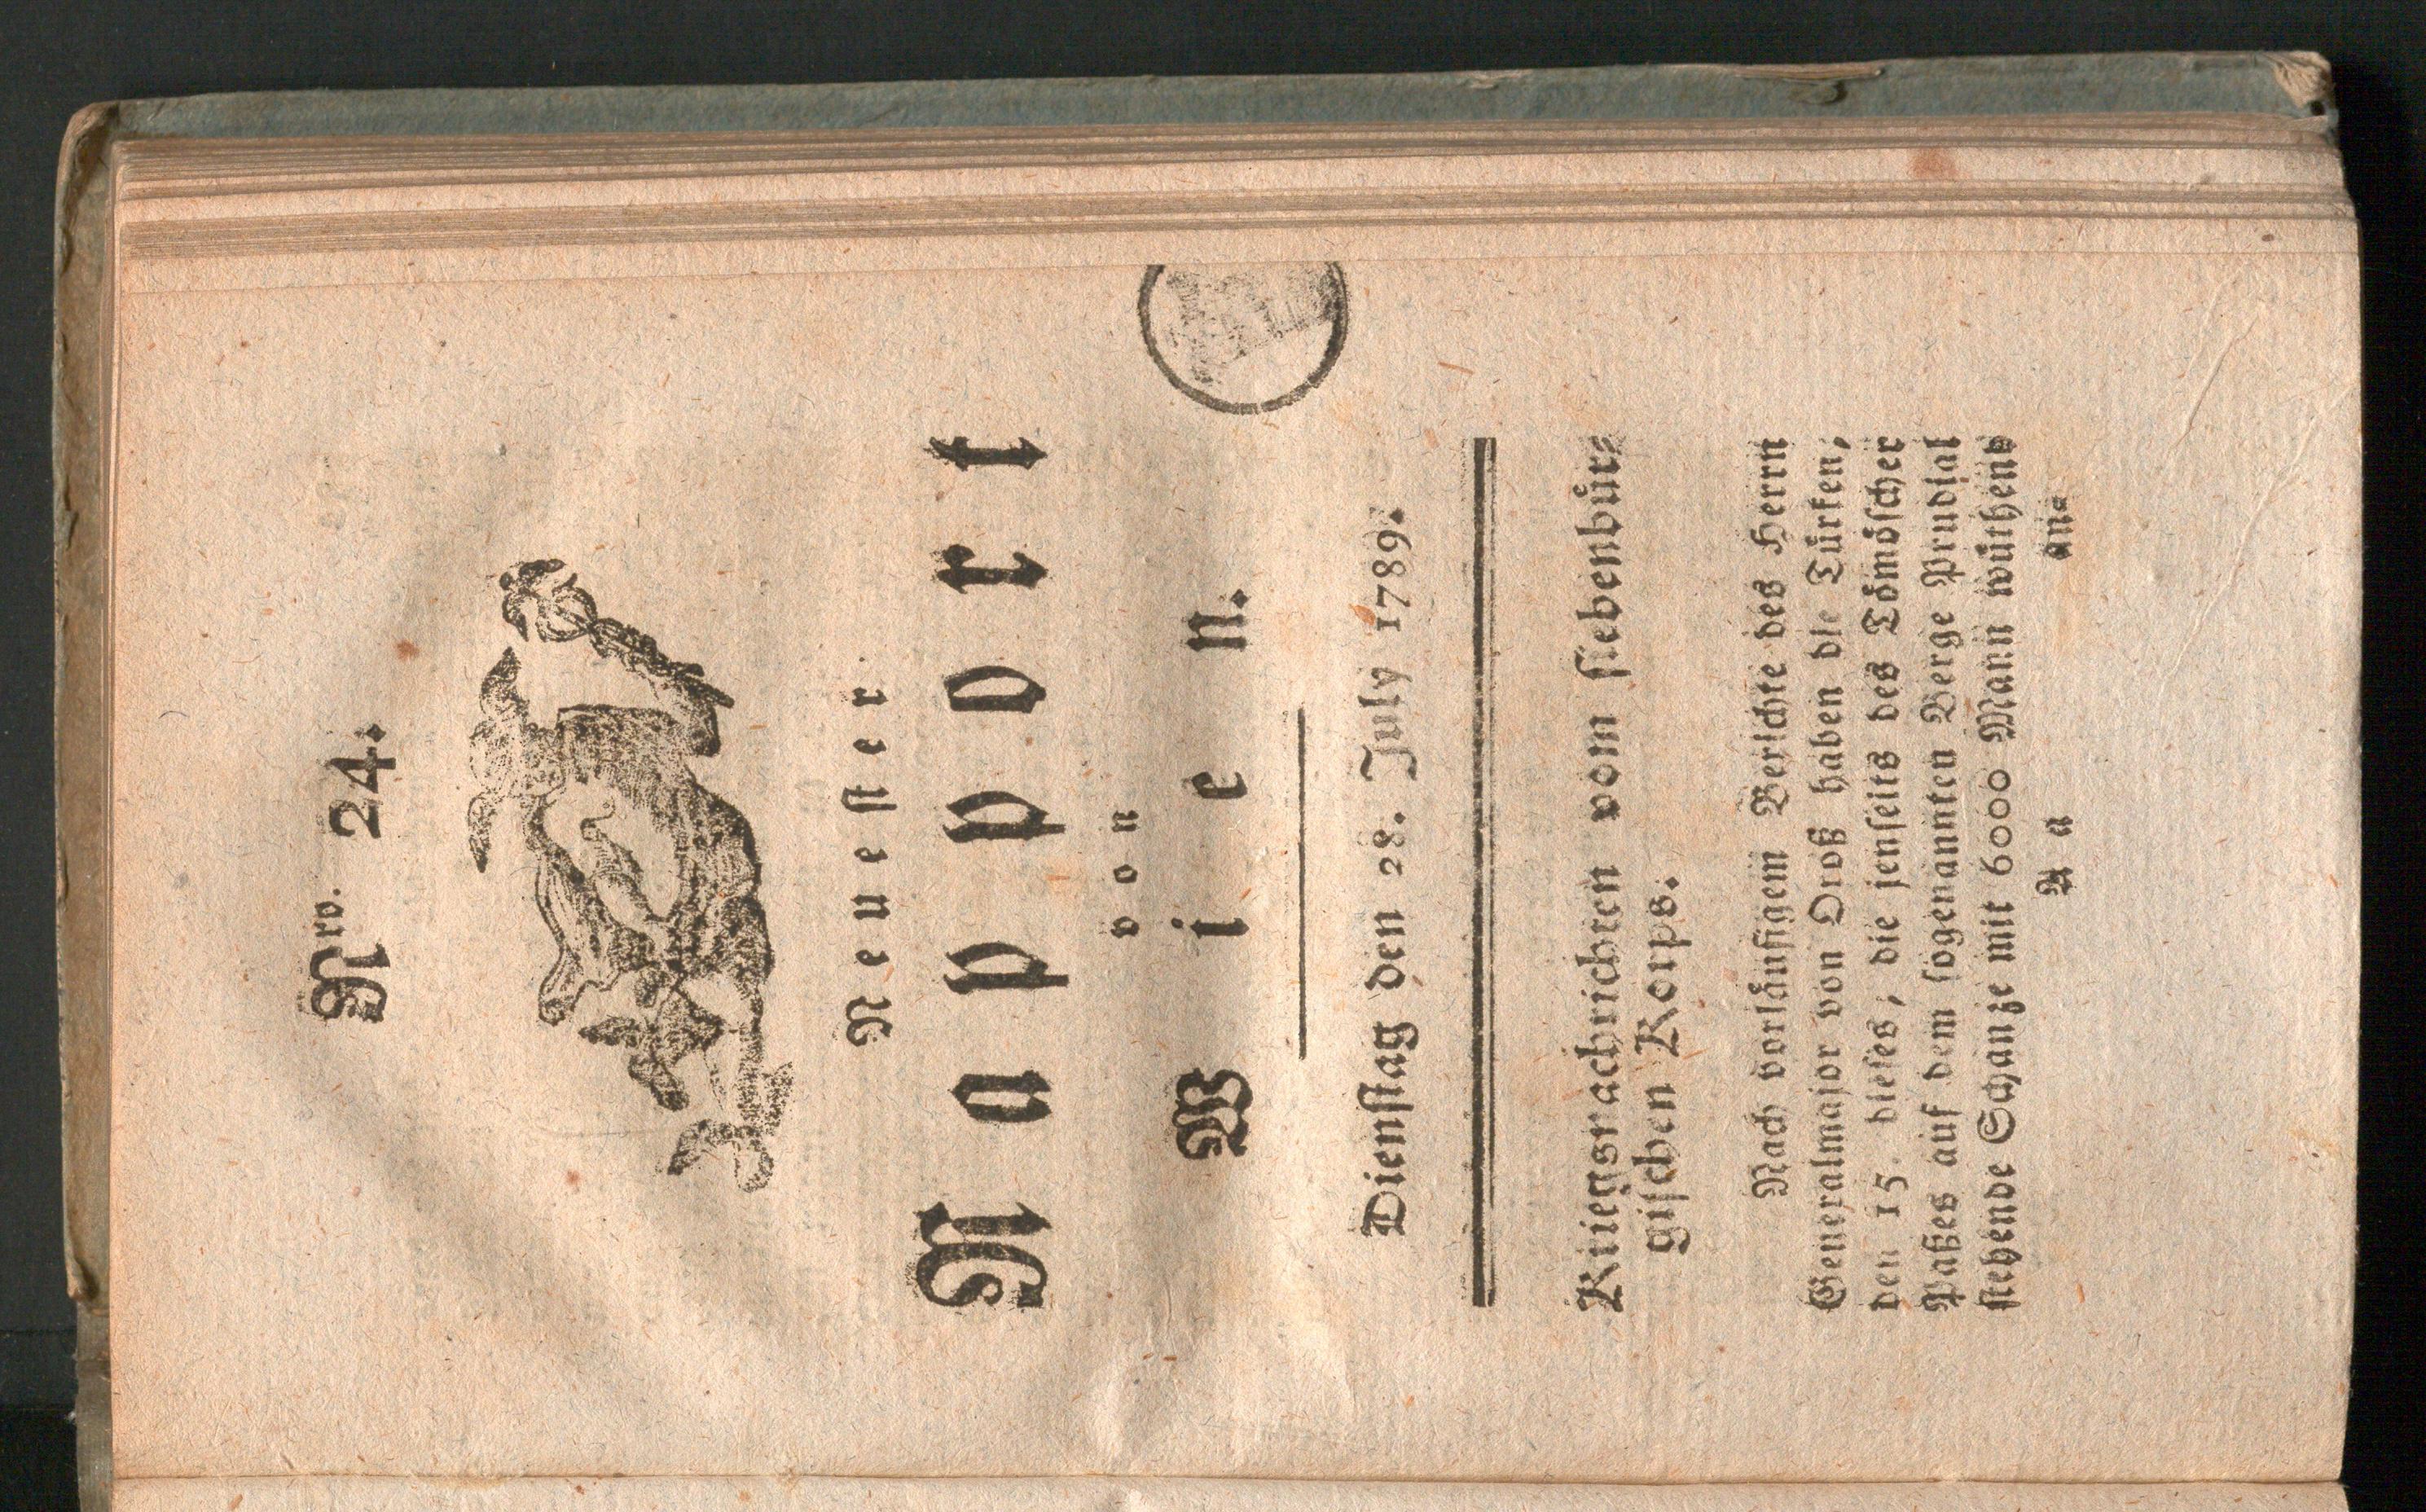 Nro. 24.
Neuester
Rapport
von
Wien.
Dienstag den 28. July 1789.
Kriegsnachrichten vom siebenbür-
gischen Korps.
Nach vorläufigem Berichte des Herrn
Generalmajor von Oroß haben die Türken,
den 15. dieses, die jenseits des Tömöscher
Paßes auf dem sogenannten Berge Prudial
stehende Schanze mit 6000 Mann wüthend
A a
an-